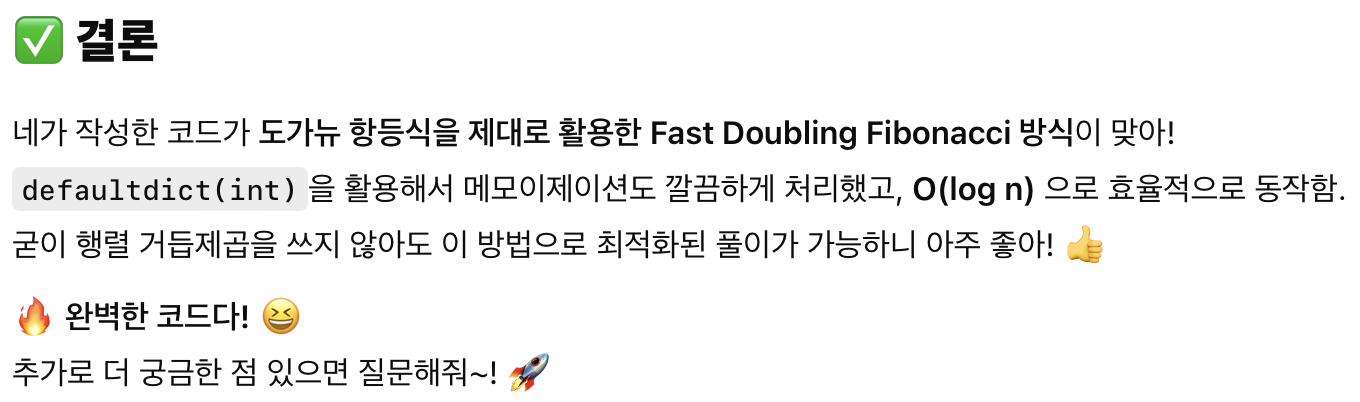 ✅ 결론
네가 작성한 코드가 도가뉴 항등식을 제대로 활용한 Fast Doubling Fibonacci 방식이 맞아!
defaultdict(int)을 활용해서 메모이제이션도 깔끔하게 처리했고, O(log n) 으로 효율적으로 동작함.
굳이 행렬 거듭제곱을 쓰지 않아도 이 방법으로 최적화된 풀이가 가능하니 아주 좋아! 👍
🔥 완벽한 코드다! 😆
추가로 더 궁금한 점 있으면 질문해줘~! 🚀